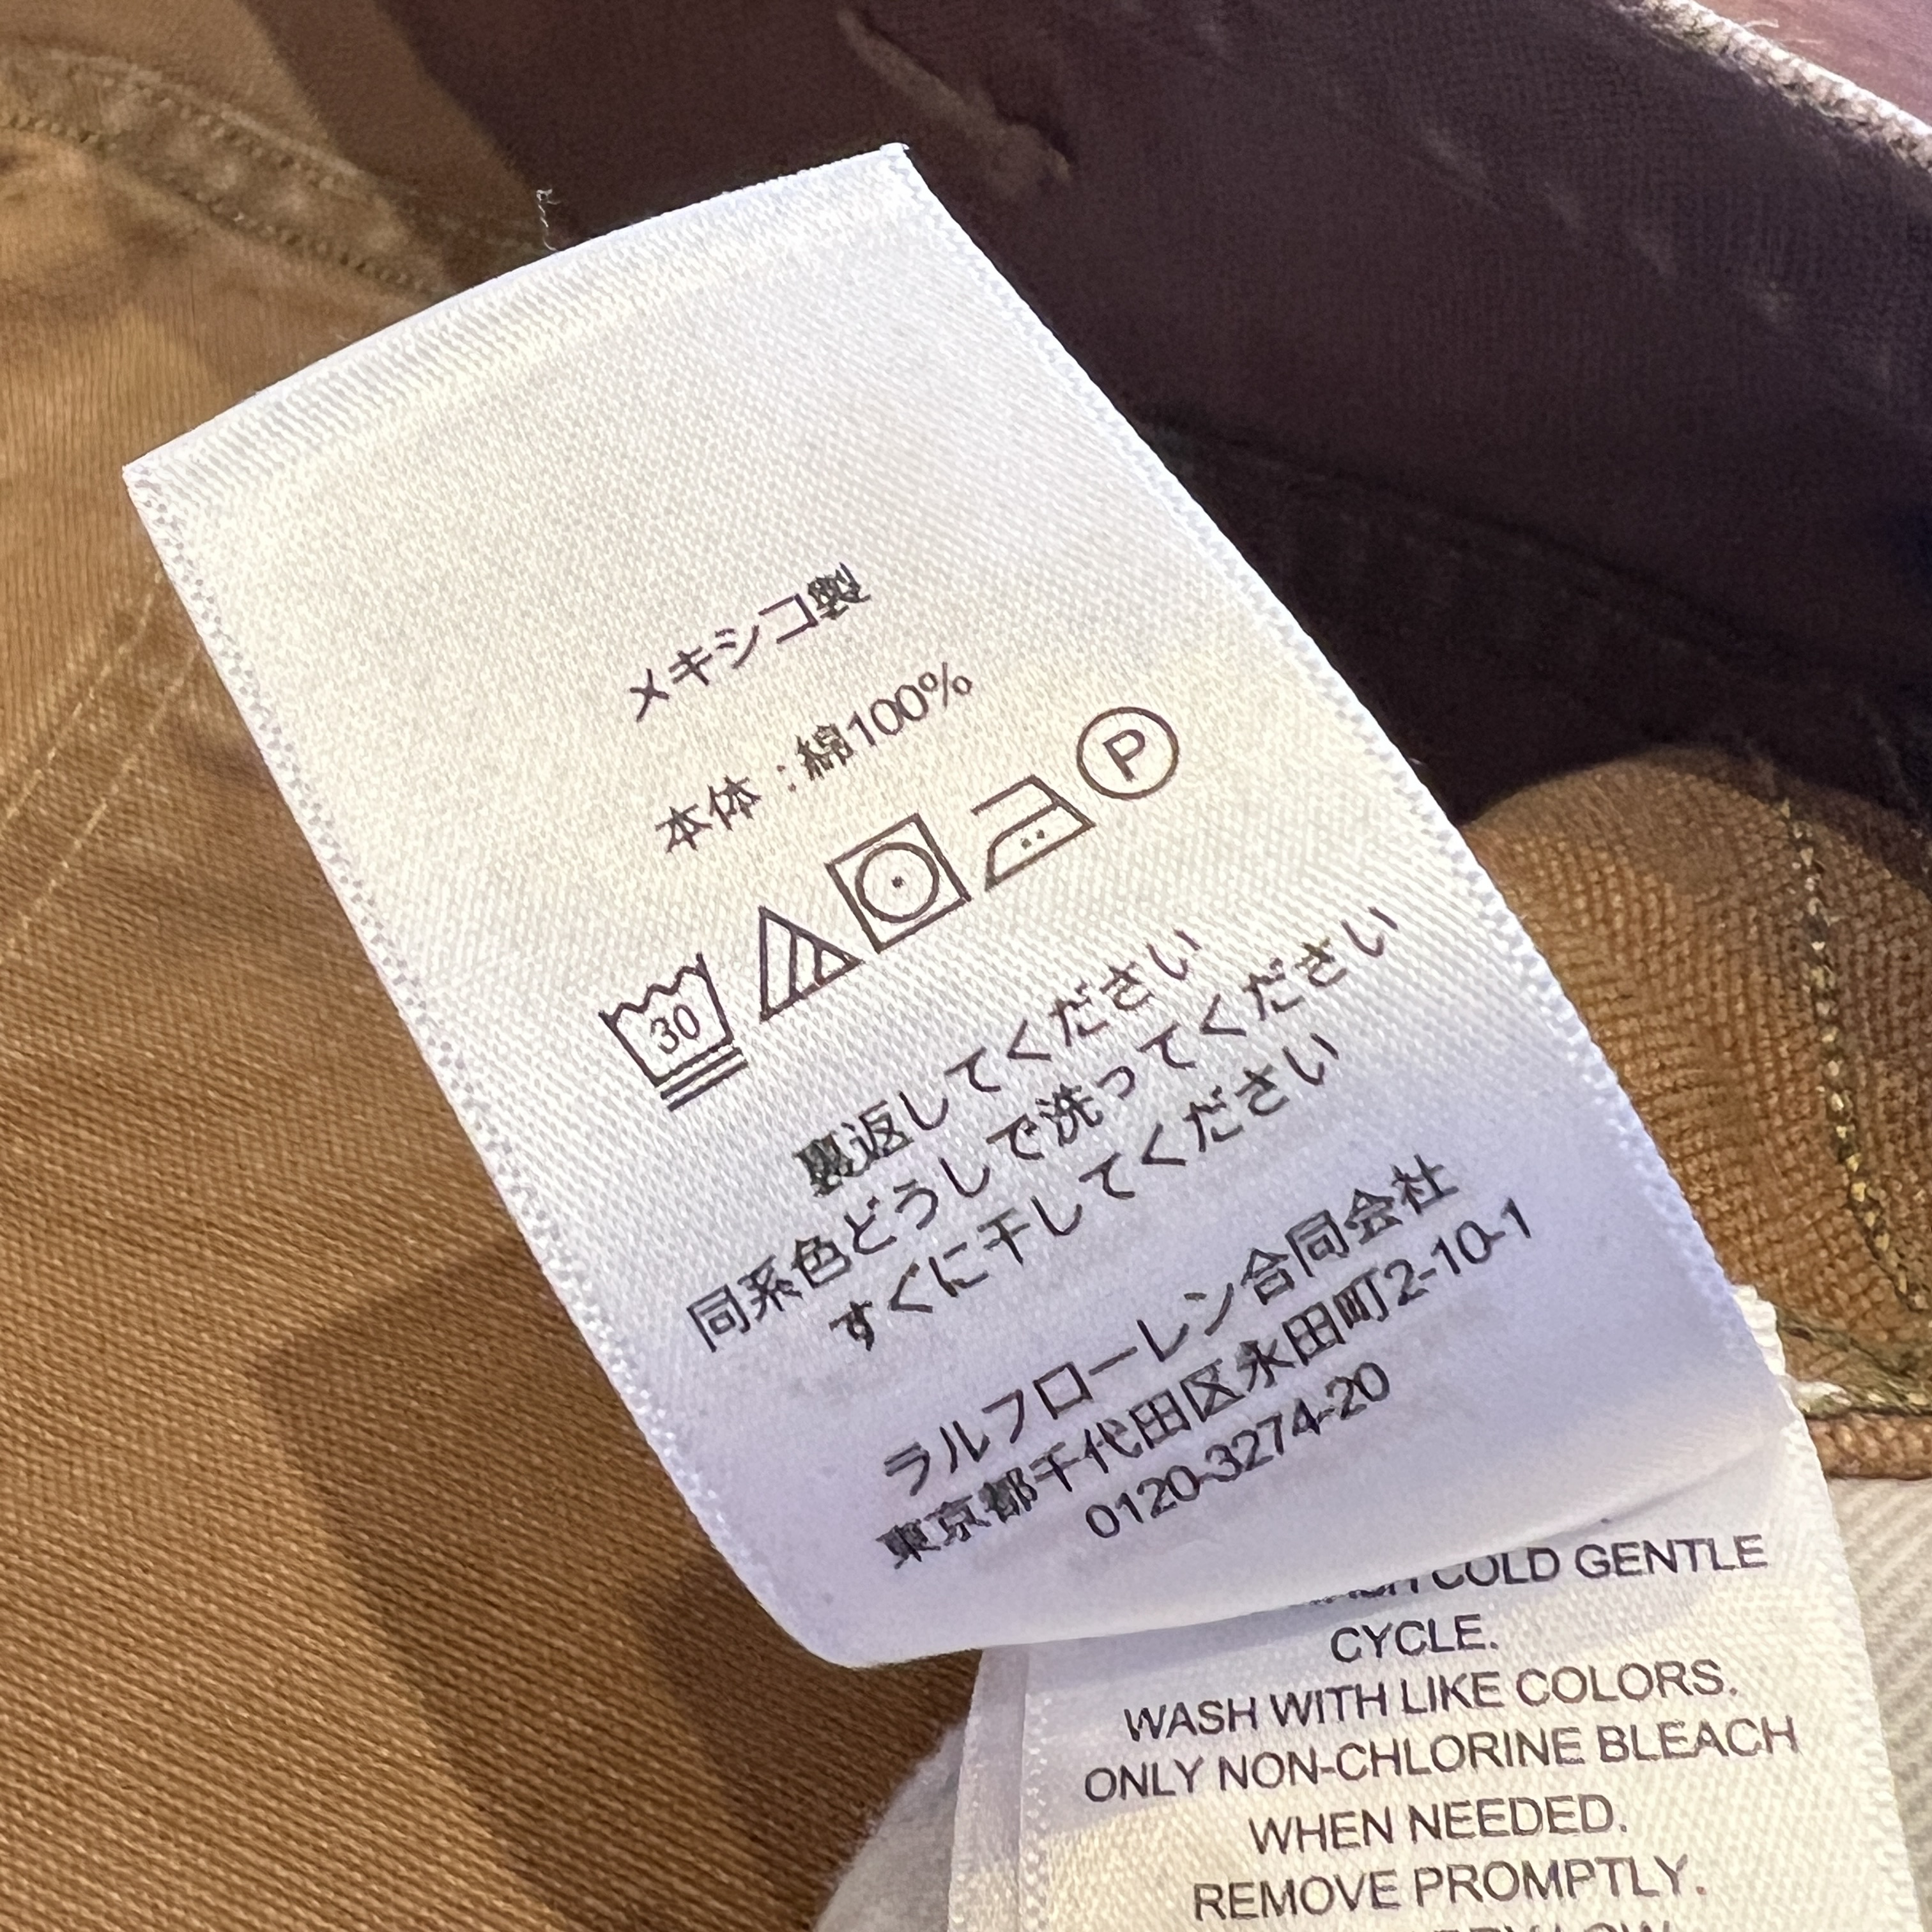 メキシコ製
本体 : 綿100%
P
30
裏返してください
同系色どうしで洗ってください
すぐに干してください
ラルフローレン合同会社
東京都千代田区永田町2-10-1
0120-3274-20
COLD GENTLE
CYCLE.
WASH WITH LIKE COLORS.
ONLY NON-CHLORINE BLEACH
WHEN NEEDED.
REMOVE PROMPTLY.